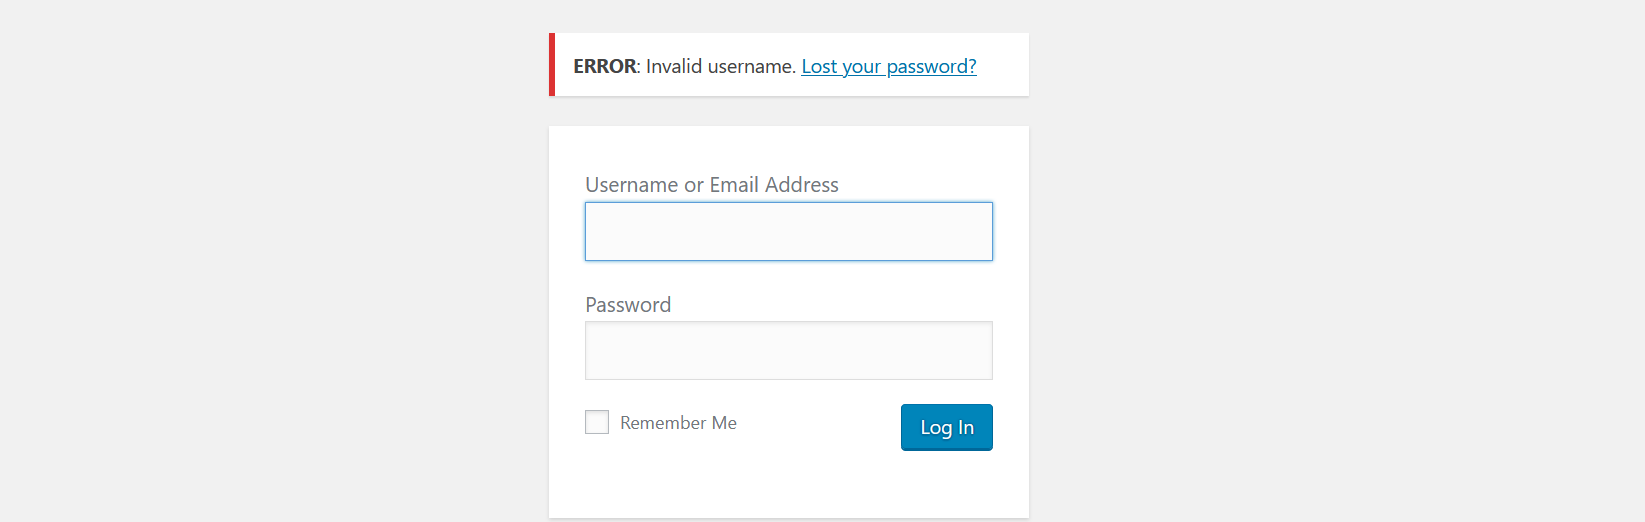 ERROR: Invalid username. Lost your password?
Username or Email Address
Password
Remember Me
Log In